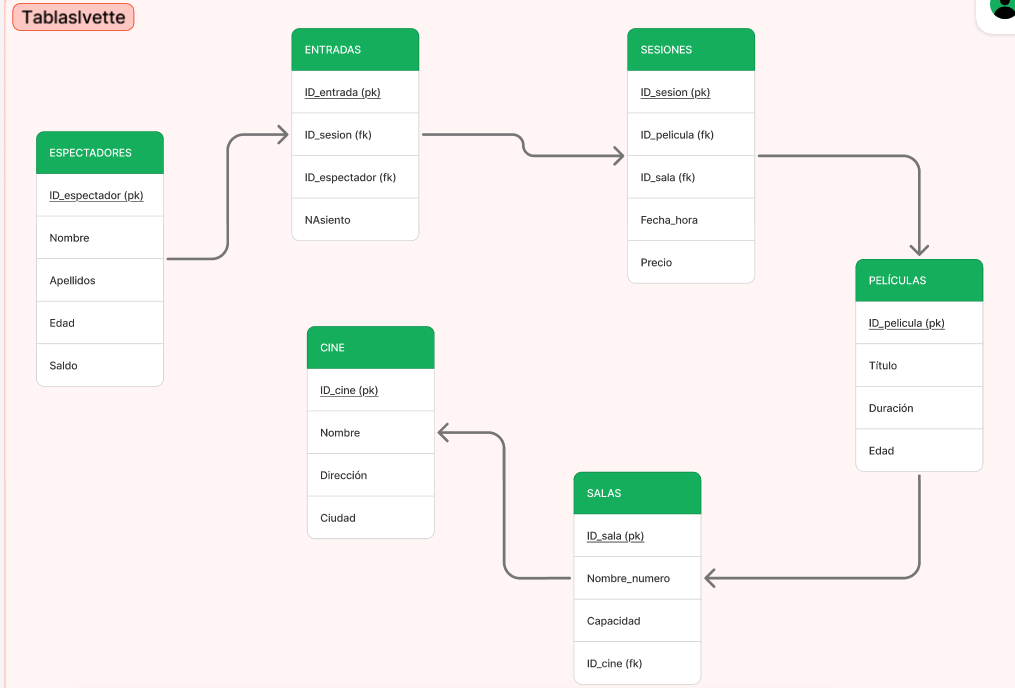 TablasIvette
ESPECTADORES
ID_espectador (pk)
Nombre
Apellidos
Edad
Saldo
ENTRADAS
ID_entrada (pk)
ID_sesion (fk)
ID_espectador (fk)
NAsiento
SESIONES
ID_sesion (pk)
ID_pelicula (fk)
ID_sala (fk)
Fecha_hora
Precio
PELÍCULAS
ID_pelicula (pk)
Título
Duración
Edad
CINE
ID_cine (pk)
Nombre
Dirección
Ciudad
SALAS
ID_sala (pk)
Nombre_numero
Capacidad
ID_cine (fk)